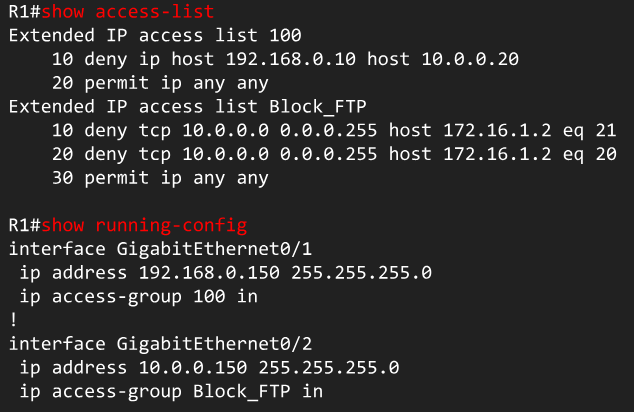 R1#show access-list
Extended IP access list 100
    10 deny ip host 192.168.0.10 host 10.0.0.20
    20 permit ip any any
Extended IP access list Block_FTP
    10 deny tcp 10.0.0.0 0.0.0.255 host 172.16.1.2 eq 21
    20 deny tcp 10.0.0.0 0.0.0.255 host 172.16.1.2 eq 20
    30 permit ip any any

R1#show running-config
interface GigabitEthernet0/1
 ip address 192.168.0.150 255.255.255.0
 ip access-group 100 in
!
interface GigabitEthernet0/2
 ip address 10.0.0.150 255.255.255.0
 ip access-group Block_FTP in